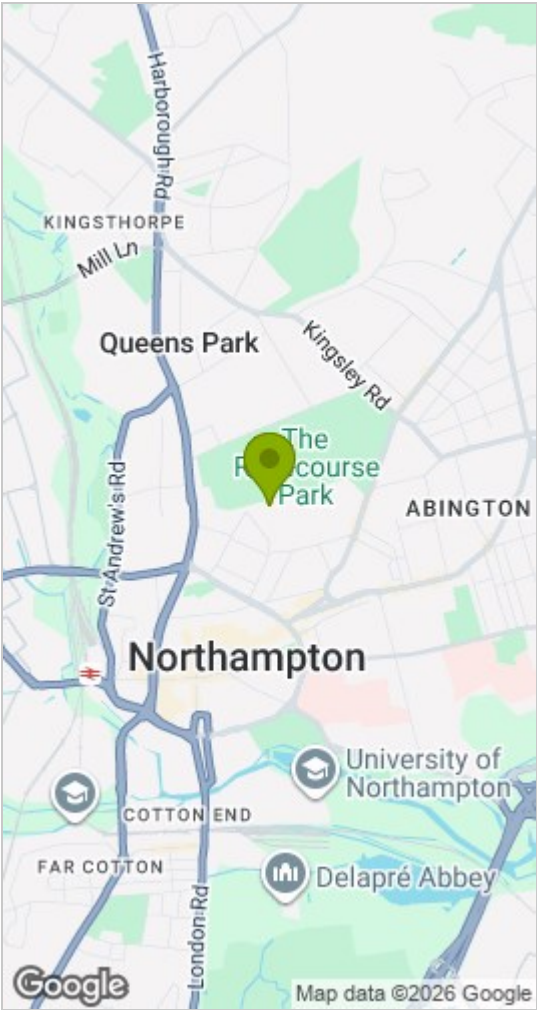 Harborough Rd
KINGSTHORPE
Mill Ln
Queens Park
Kingsley Rd
The
Park
ABINGTON
St Andrew's Rd
Northampton
University of
Northampton
COTTON END
FAR COTTON
Delapré Abbey
London Rd
Google
Map data ©2026 Google